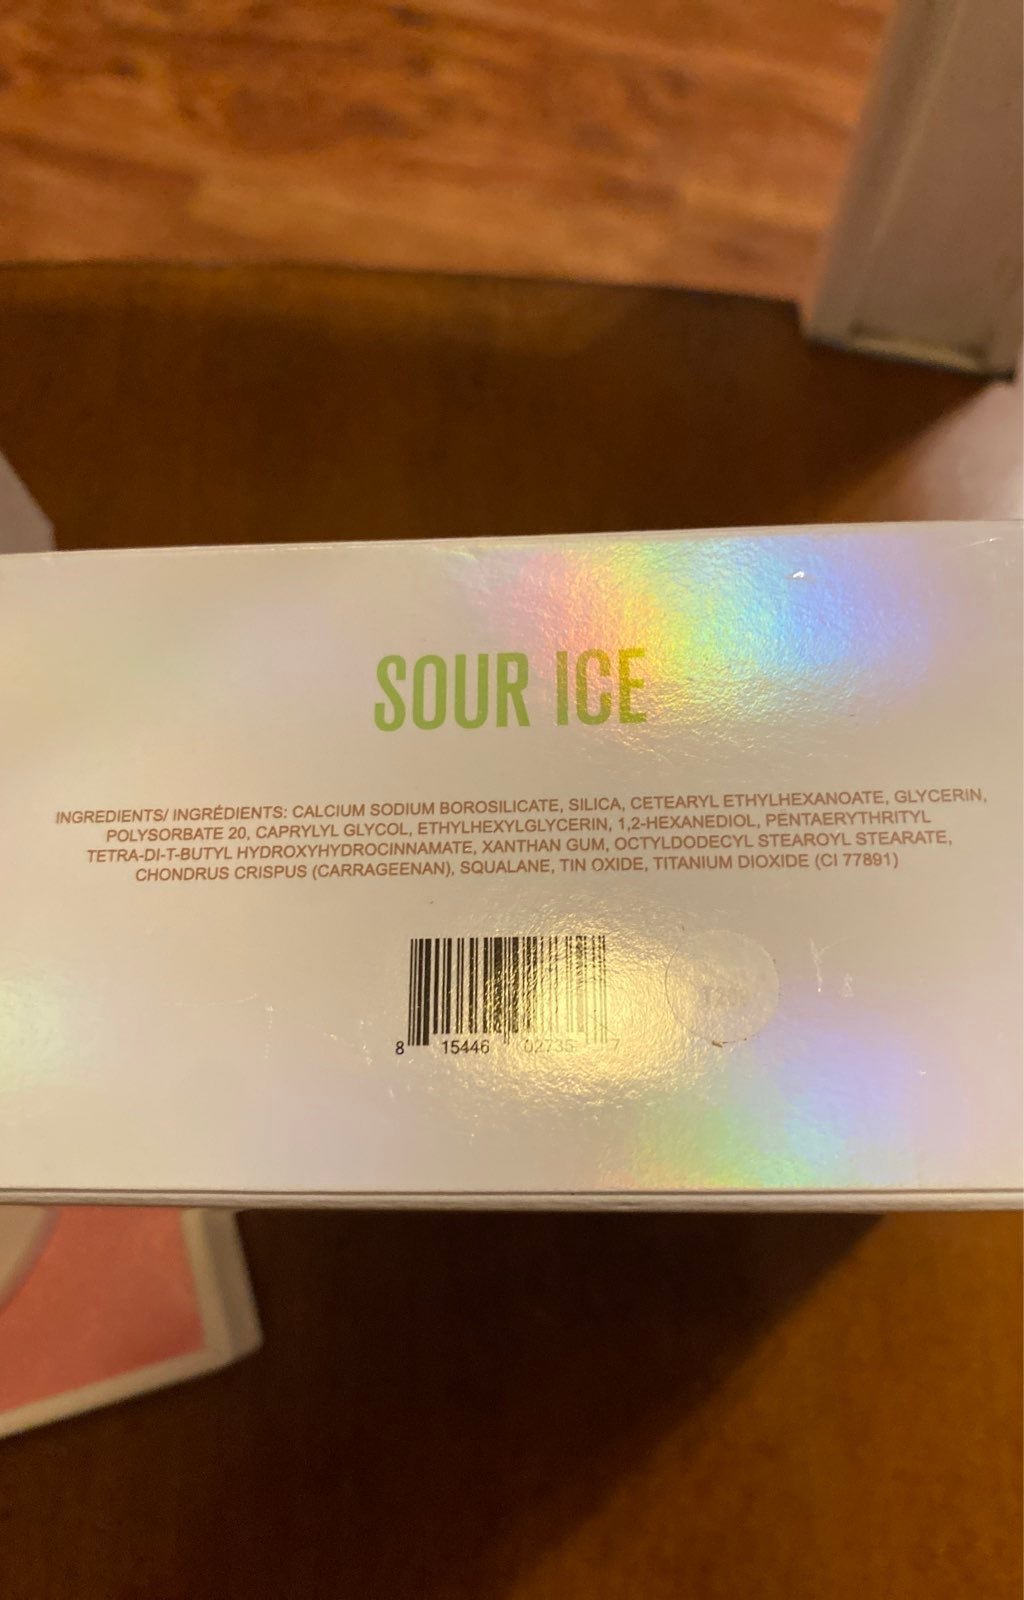 SOUR ICE
INGREDIENTS/ INGRÉDIENTS: CALCIUM SODIUM BOROSILICATE, SILICA, CETEARYL ETHYLHEXANOATE, GLYCERIN,
POLYSORBATE 20, CAPRYLYL GLYCOL, ETHYLHEXYLGLYCERIN, 1,2-HEXANEDIOL, PENTAERYTHRITYL
TETRA-DI-T-BUTYL HYDROXYHYDROCINNAMATE, XANTHAN GUM, OCTYLDODECYL STEAROYL STEARATE,
CHONDRUS CRISPUS (CARRAGEENAN), SQUALANE, TIN OXIDE, TITANIUM DIOXIDE (CI 77891)
8 15446 02735 7